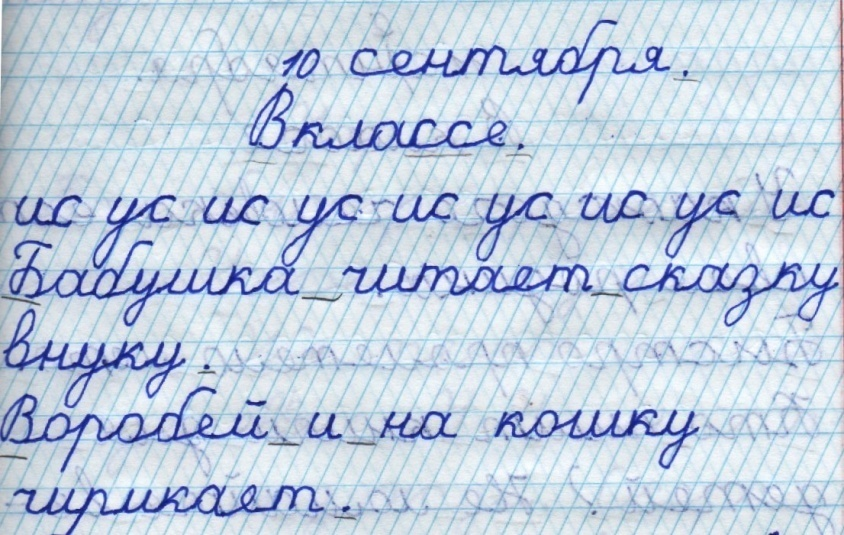 10 сентября.
В классе.
ис ус ис ус ис ус ис ус ис
Бабушка читает сказку
внуку.
Воробей и на кошку
чирикает.